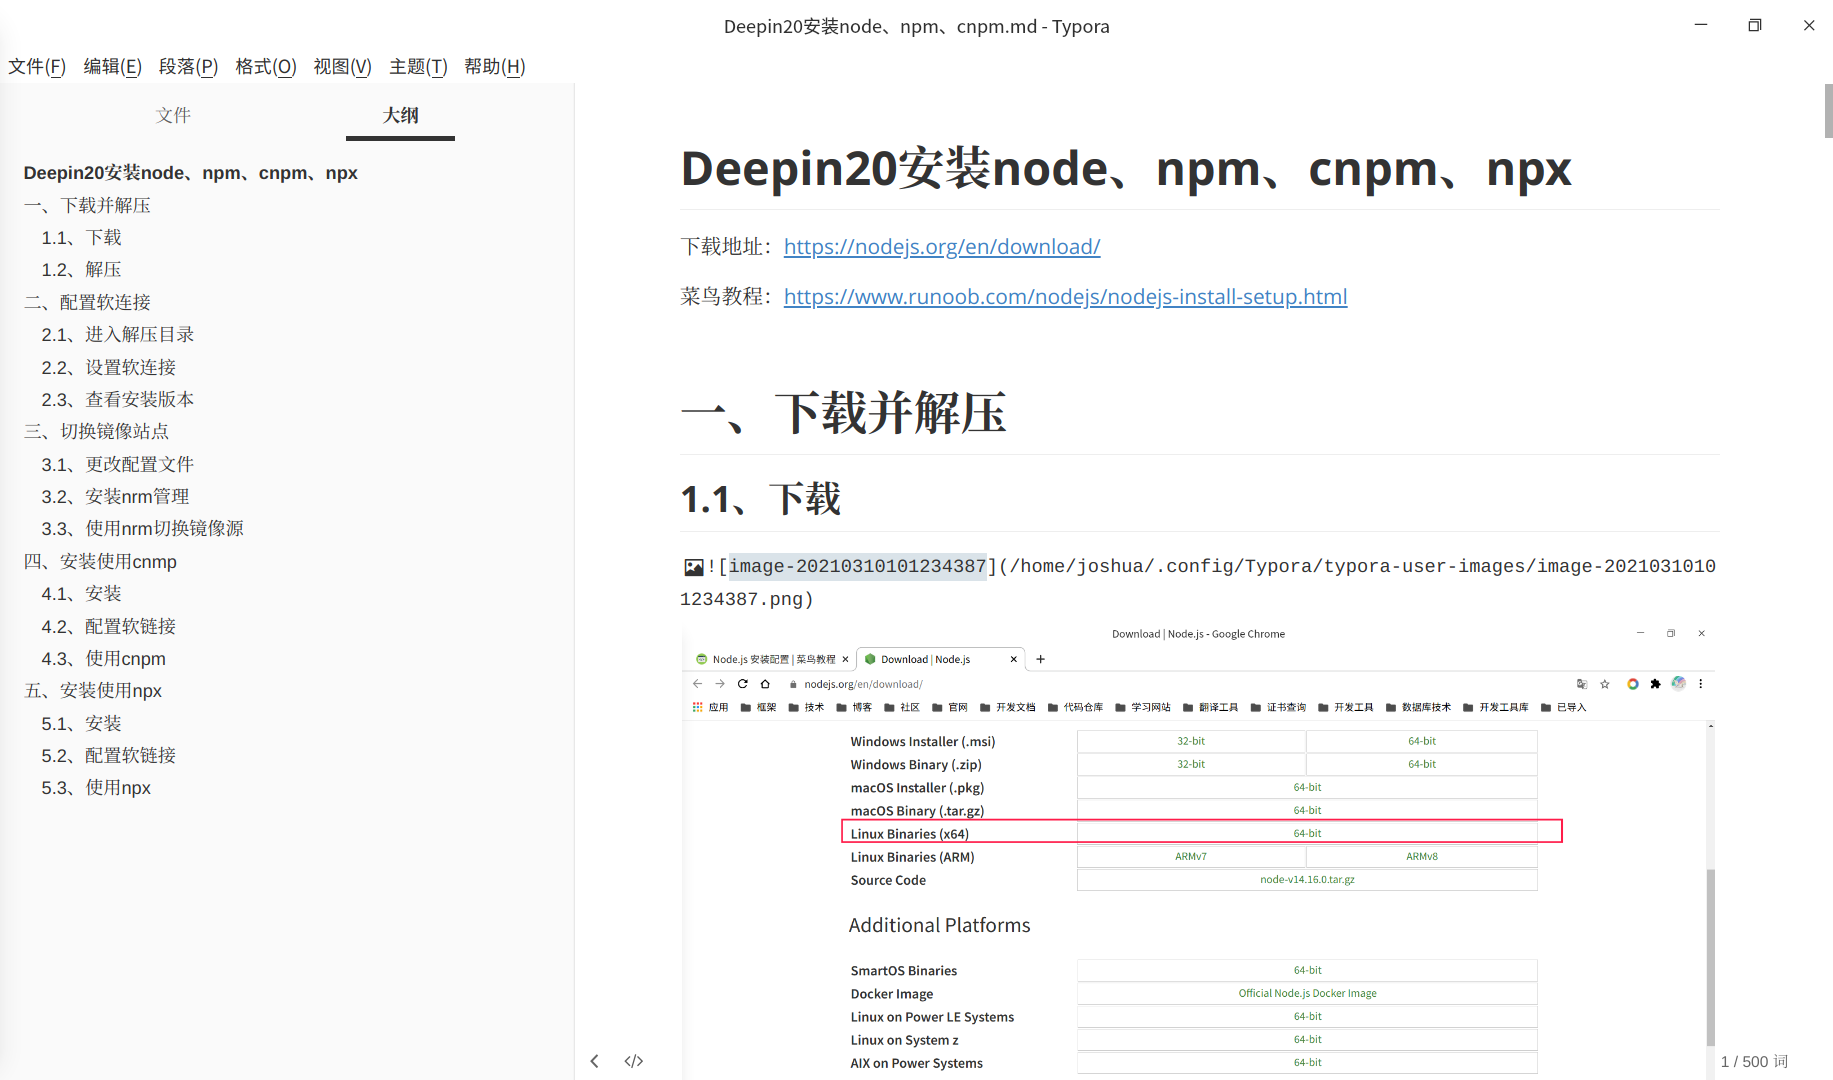 Deepin20安装node、npm、cnpm.md - Typora
文件(F) 编辑(E) 段落(P) 格式(O) 视图(V) 主题(T) 帮助(H)
文件 大纲
Deepin20安装node、npm、cnpm、npx
一、下载并解压
1.1、下载
1.2、解压
二、配置软连接
2.1、进入解压目录
2.2、设置软连接
2.3、查看安装版本
三、切换镜像站点
3.1、更改配置文件
3.2、安装nrm管理
3.3、使用nrm切换镜像源
四、安装使用cnmp
4.1、安装
4.2、配置软链接
4.3、使用cnpm
五、安装使用npx
5.1、安装
5.2、配置软链接
5.3、使用npx
Deepin20安装node、npm、cnpm、npx
下载地址：https://nodejs.org/en/download/
菜鸟教程：https://www.runoob.com/nodejs/nodejs-install-setup.html
一、下载并解压
1.1、下载
![image-20210310101234387](/home/joshua/.config/Typora/typora-user-images/image-2021031010
1234387.png)
Download | Node.js - Google Chrome
Node.js 安装配置 | 菜鸟教程 Download | Node.js
nodejs.org/en/download/
应用 框架 技术 博客 社区 官网 开发文档 代码仓库 学习网站 翻译工具 证书查询 开发工具 数据库技术 开发工具库 已导入
Windows Installer (.msi) 32-bit 64-bit
Windows Binary (.zip) 32-bit 64-bit
macOS Installer (.pkg) 64-bit
macOS Binary (.tar.gz) 64-bit
Linux Binaries (x64) 64-bit
Linux Binaries (ARM) ARMv7 ARMv8
Source Code node-v14.16.0.tar.gz
Additional Platforms
SmartOS Binaries 64-bit
Docker Image Official Node.js Docker Image
Linux on Power LE Systems 64-bit
Linux on System z 64-bit
AIX on Power Systems 64-bit
1 / 500 词